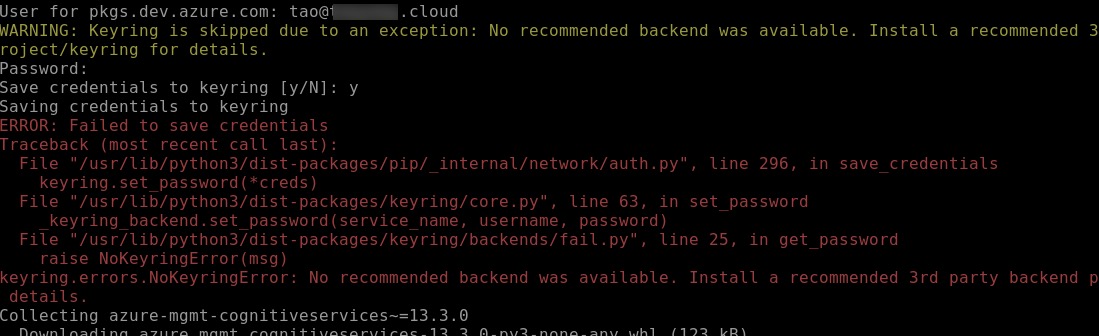 User for pkgs.dev.azure.com: tao@t .cloud
WARNING: Keyring is skipped due to an exception: No recommended backend was available. Install a recommended 3
roject/keyring for details.
Password:
Save credentials to keyring [y/N]: y
Saving credentials to keyring
ERROR: Failed to save credentials
Traceback (most recent call last):
  File "/usr/lib/python3/dist-packages/pip/_internal/network/auth.py", line 296, in save_credentials
    keyring.set_password(*creds)
  File "/usr/lib/python3/dist-packages/keyring/core.py", line 63, in set_password
    _keyring_backend.set_password(service_name, username, password)
  File "/usr/lib/python3/dist-packages/keyring/backends/fail.py", line 25, in get_password
    raise NoKeyringError(msg)
keyring.errors.NoKeyringError: No recommended backend was available. Install a recommended 3rd party backend p
 details.
Collecting azure-mgmt-cognitiveservices~=13.3.0
  Downloading azure_mgmt_cognitiveservices-13.3.0-py3-none-any.whl (123 kB)